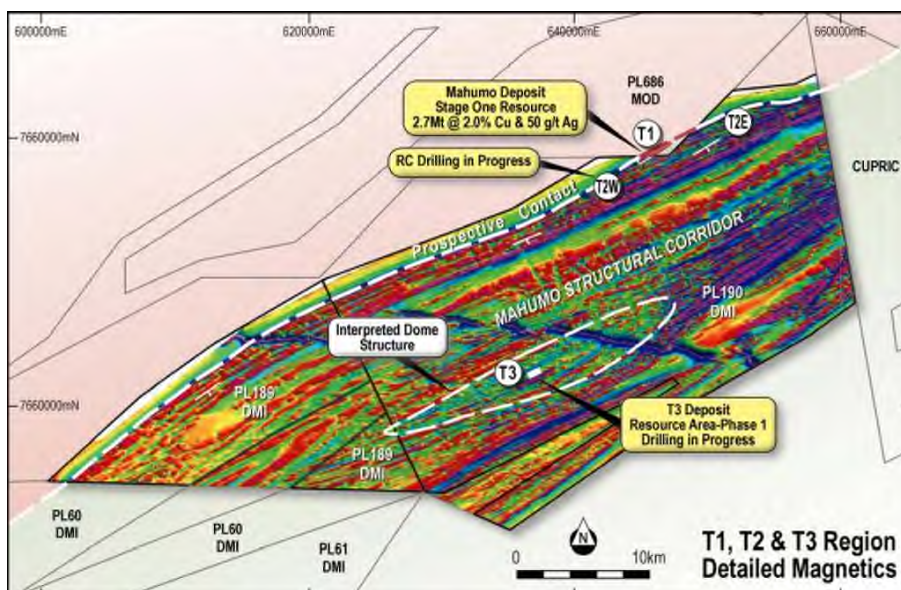 600000mE
620000mE
640000mE
660000mE
Mahumo Deposit
Stage One Resource
2.7Mt @ 2.0% Cu & 50 g/t Ag
PL686
MOD
T1
T2E
7660000mN
RC Drilling in Progress
T2W
CUPRIC
Prospective Contact
MAHUMO STRUCTURAL CORRIDOR
PL190
DMI
Interpreted Dome
Structure
T3
7660000mN
PL189
DMI
T3 Deposit
Resource Area-Phase 1
Drilling in Progress
PL189
DMI
PL60
DMI
PL60
DMI
PL61
DMI
N
0
10km
T1, T2 & T3 Region
Detailed Magnetics